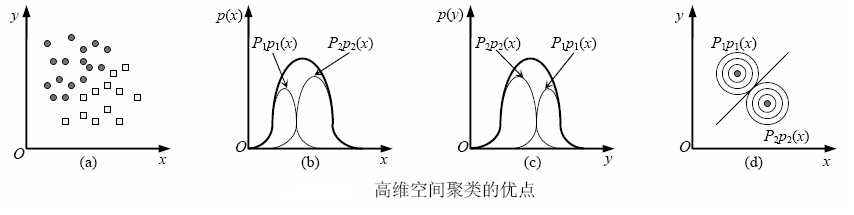 y
O
x
(a)
p(x)
P₁p₁(x)
P₂p₂(x)
O
x
(b)
p(y)
P₂p₂(x)
P₁p₁(x)
O
y
(c)
y
P₁p₁(x)
P₂p₂(x)
O
x
(d)
高维空间聚类的优点